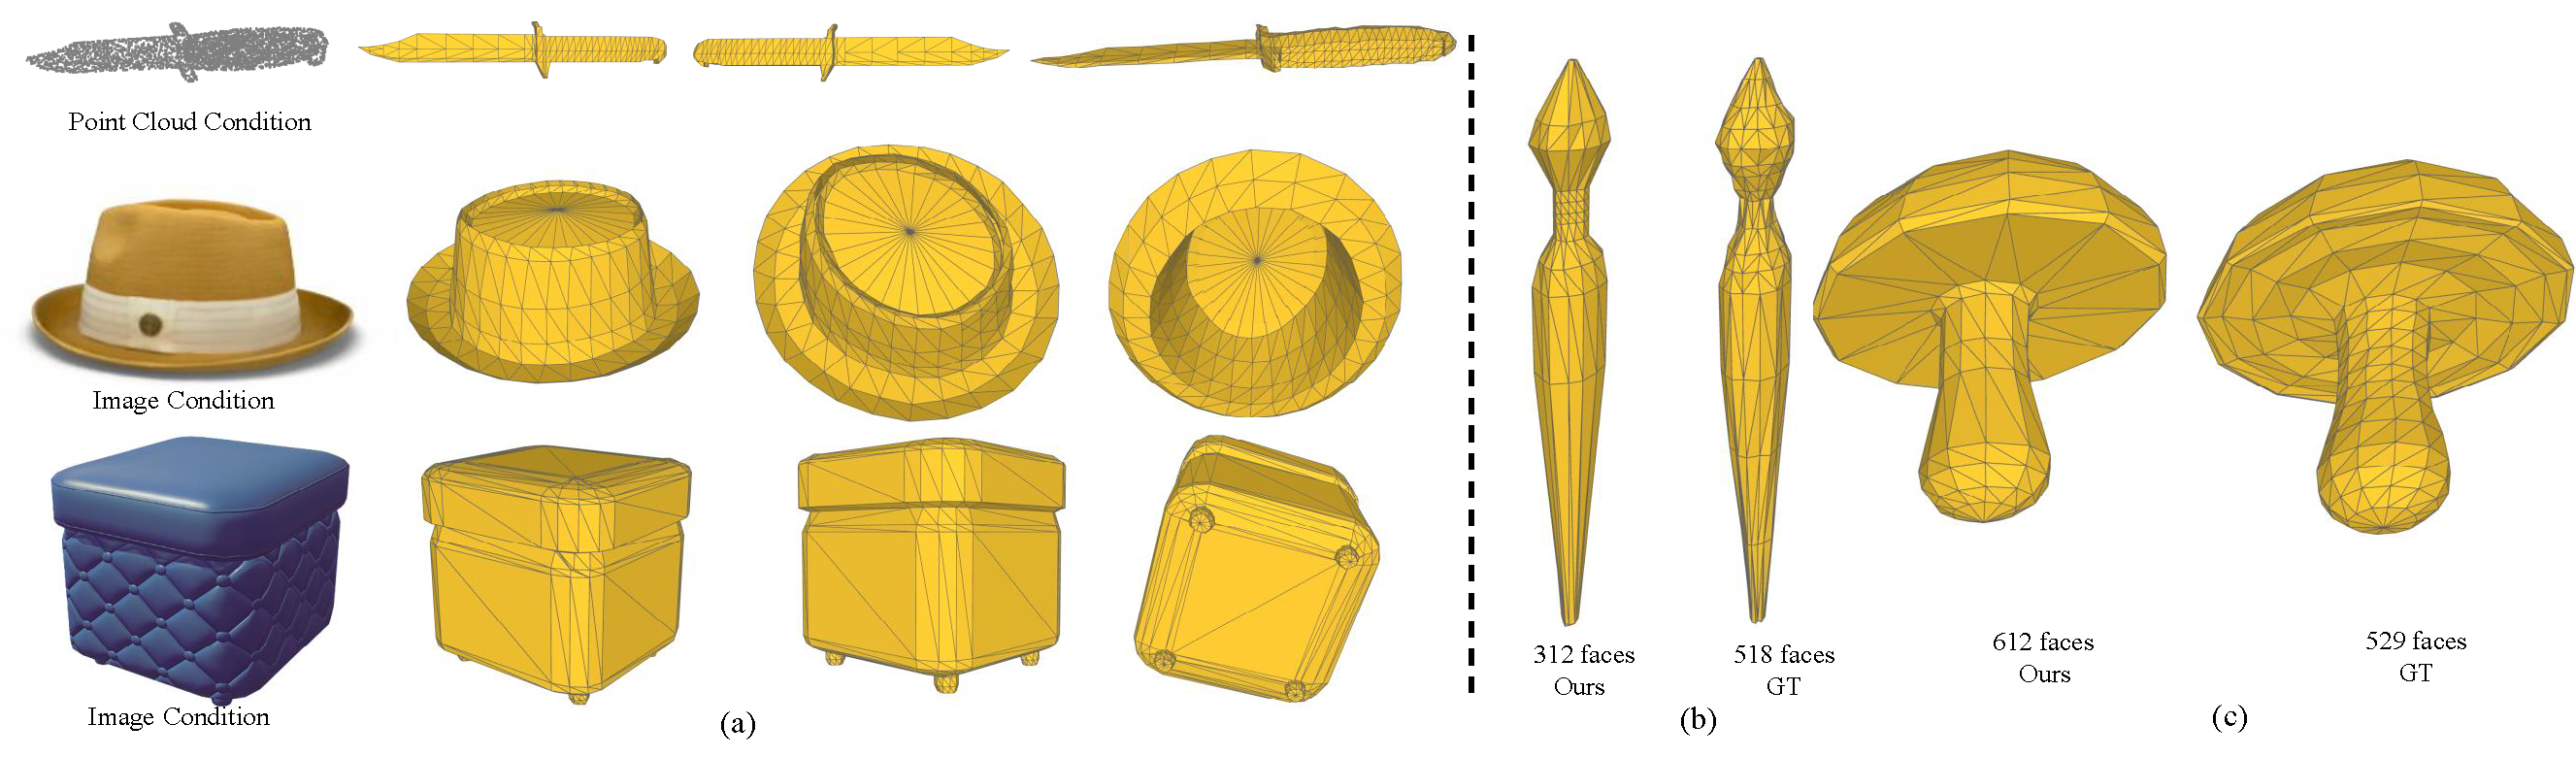 Point Cloud Condition
Image Condition
Image Condition
(a)
312 faces
Ours
518 faces
GT
(b)
612 faces
Ours
529 faces
GT
(c)